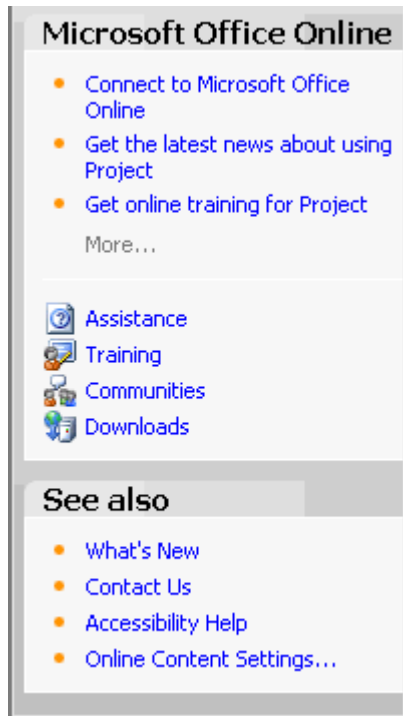 Microsoft Office Online
Connect to Microsoft Office
Online
Get the latest news about using
Project
Get online training for Project
More...
Assistance
Training
Communities
Downloads
See also
What's New
Contact Us
Accessibility Help
Online Content Settings...